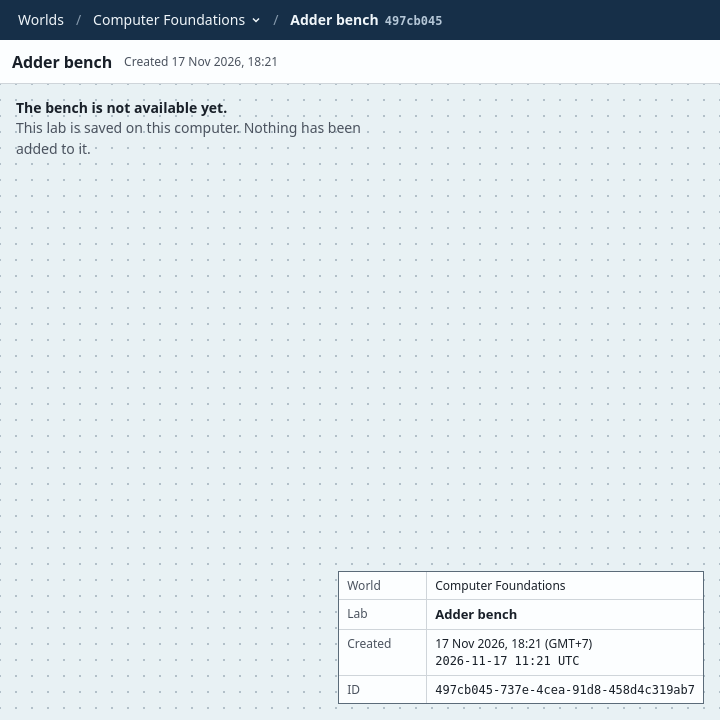 Worlds / Computer Foundations / Adder bench 497cb045
Adder bench Created 17 Nov 2026, 18:21
The bench is not available yet.
This lab is saved on this computer. Nothing has been
added to it.
World Computer Foundations
Lab Adder bench
Created 17 Nov 2026, 18:21 (GMT+7)
2026-11-17 11:21 UTC
ID 497cb045-737e-4cea-91d8-458d4c319ab7